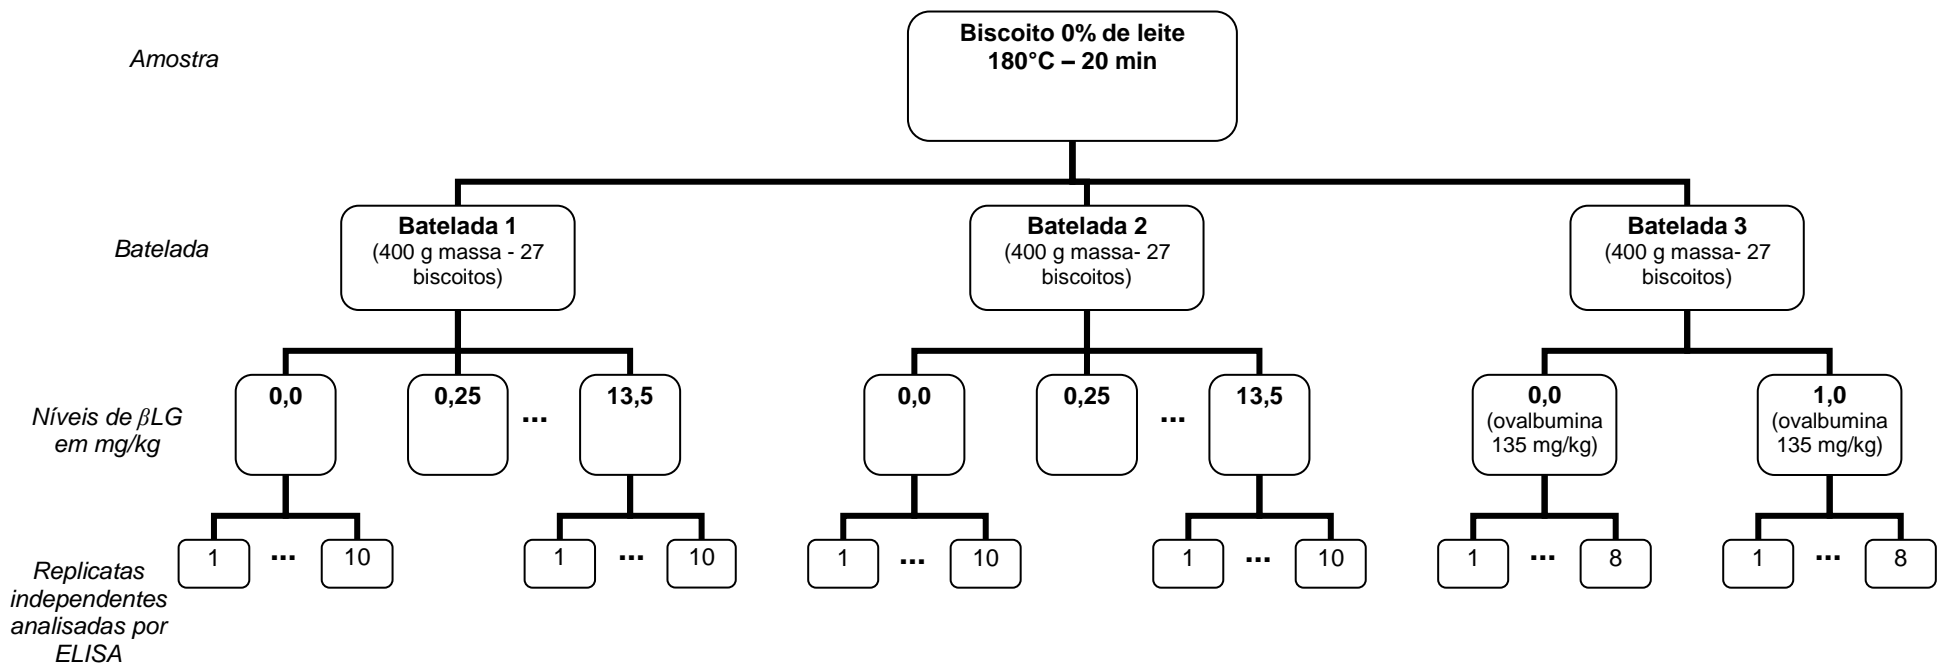 Amostra
Biscoito 0% de leite
180°C – 20 min
Batelada
Batelada 1
(400 g massa - 27
biscoitos)
Batelada 2
(400 g massa- 27
biscoitos)
Batelada 3
(400 g massa- 27
biscoitos)
Níveis de βLG
em mg/kg
0,0
0,25
...
13,5
0,0
0,25
...
13,5
0,0
(ovalbumina
135 mg/kg)
1,0
(ovalbumina
135 mg/kg)
Replicatas
independentes
analisadas por
ELISA
1
...
10
1
...
10
1
...
10
1
...
10
1
...
8
1
...
8